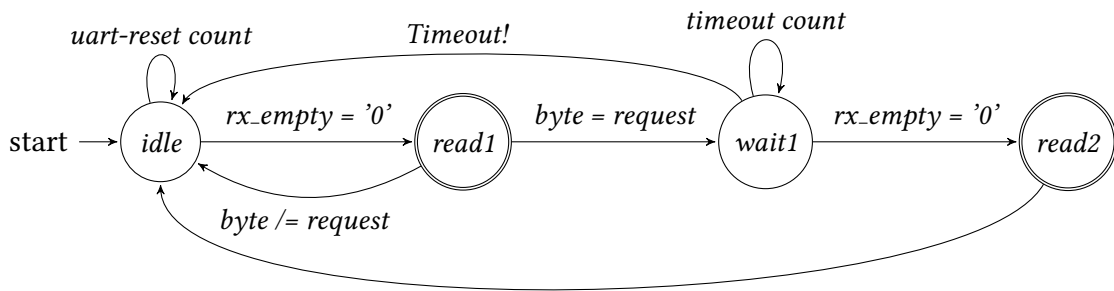 uart-reset count
Timeout!
timeout count
start
idle
rx_empty = '0'
read1
byte = request
wait1
rx_empty = '0'
read2
byte /= request